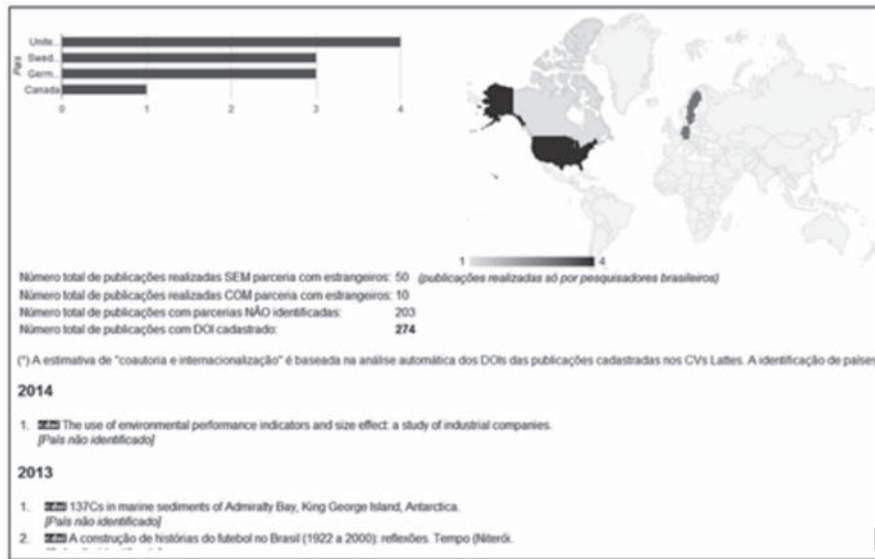 País
Unite...
Swed...
Germ...
Canada
0 1 2 3 4
1 4
Número total de publicações realizadas SEM parceria com estrangeiros: 50 (publicações realizadas só por pesquisadores brasileiros)
Número total de publicações realizadas COM parceria com estrangeiros: 10
Número total de publicações com parcerias NÃO identificadas: 203
Número total de publicações com DOI cadastrado: 274
(*) A estimativa de "coautoria e internacionalização" é baseada na análise automática dos DOIs das publicações cadastradas nos CVs Lattes. A identificação de países
2014
1. The use of environmental performance indicators and size effect: a study of industrial companies.
[País não identificado]
2013
1. 137Cs in marine sediments of Admiralty Bay, King George Island, Antarctica.
[País não identificado]
2. A construção de histórias do futebol no Brasil (1922 a 2000): reflexões. Tempo (Niterói.